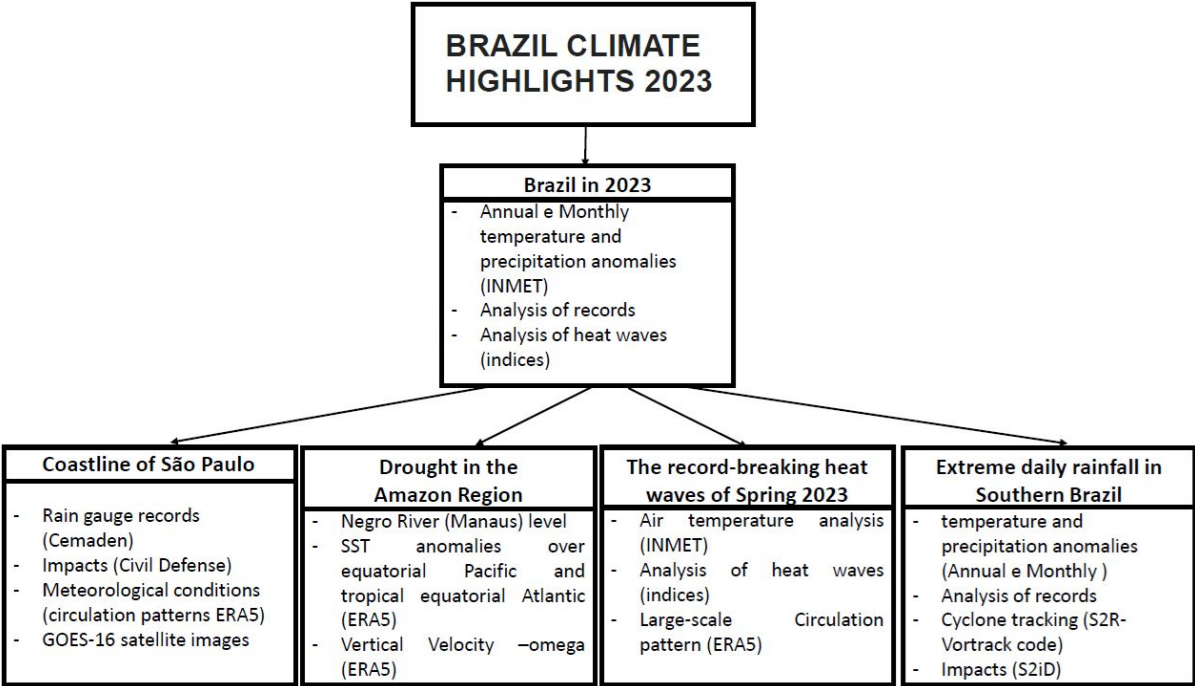 BRAZIL CLIMATE
HIGHLIGHTS 2023
Brazil in 2023
- Annual e Monthly
temperature and
precipitation anomalies
(INMET)
- Analysis of records
- Analysis of heat waves
(indices)
Coastline of São Paulo
- Rain gauge records
(Cemaden)
- Impacts (Civil Defense)
- Meteorological conditions
(circulation patterns ERA5)
- GOES-16 satellite images
Drought in the
Amazon Region
- Negro River (Manaus) level
- SST anomalies over
equatorial Pacific and
tropical equatorial Atlantic
(ERA5)
- Vertical Velocity –omega
(ERA5)
The record-breaking heat
waves of Spring 2023
- Air temperature analysis
(INMET)
- Analysis of heat waves
(indices)
- Large-scale Circulation
pattern (ERA5)
Extreme daily rainfall in
Southern Brazil
- temperature and
precipitation anomalies
(Annual e Monthly )
- Analysis of records
- Cyclone tracking (S2R-
Vortrack code)
- Impacts (S2iD)